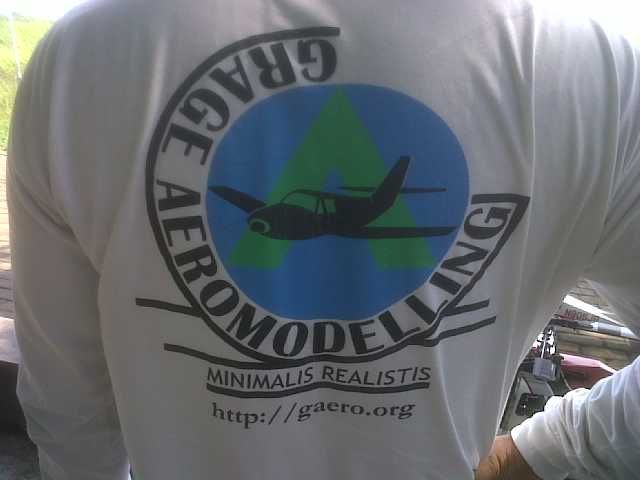 GRAGE AEROMODELLING
A
MINIMALIS REALISTIS
http://gaero.org